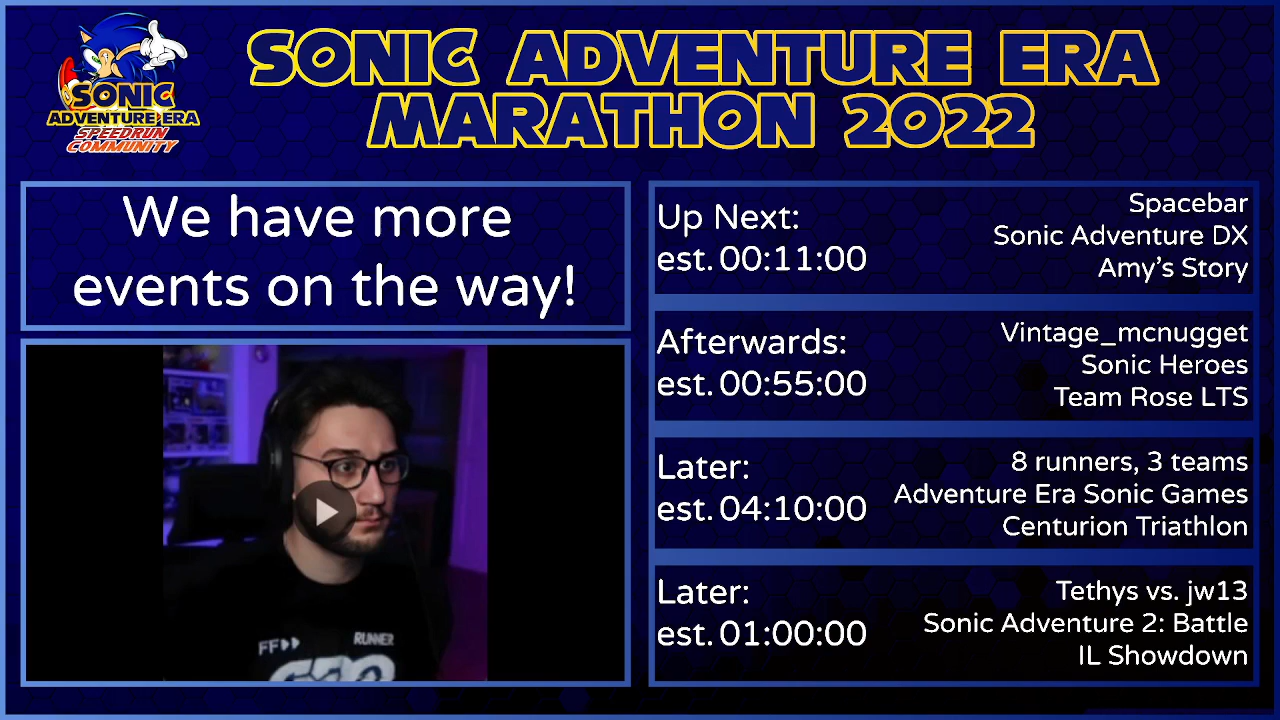 SONIC
ADVENTURE ERA
SPEEDRUN
COMMUNITY
SONIC ADVENTURE ERA
MARATHON 2022
We have more
events on the way!
FF
RUNNER
Up Next:
est. 00:11:00
Spacebar
Sonic Adventure DX
Amy's Story
Afterwards:
est. 00:55:00
Vintage_mcnugget
Sonic Heroes
Team Rose LTS
Later:
est. 04:10:00
8 runners, 3 teams
Adventure Era Sonic Games
Centurion Triathlon
Later:
est. 01:00:00
Tethys vs. jw13
Sonic Adventure 2: Battle
IL Showdown